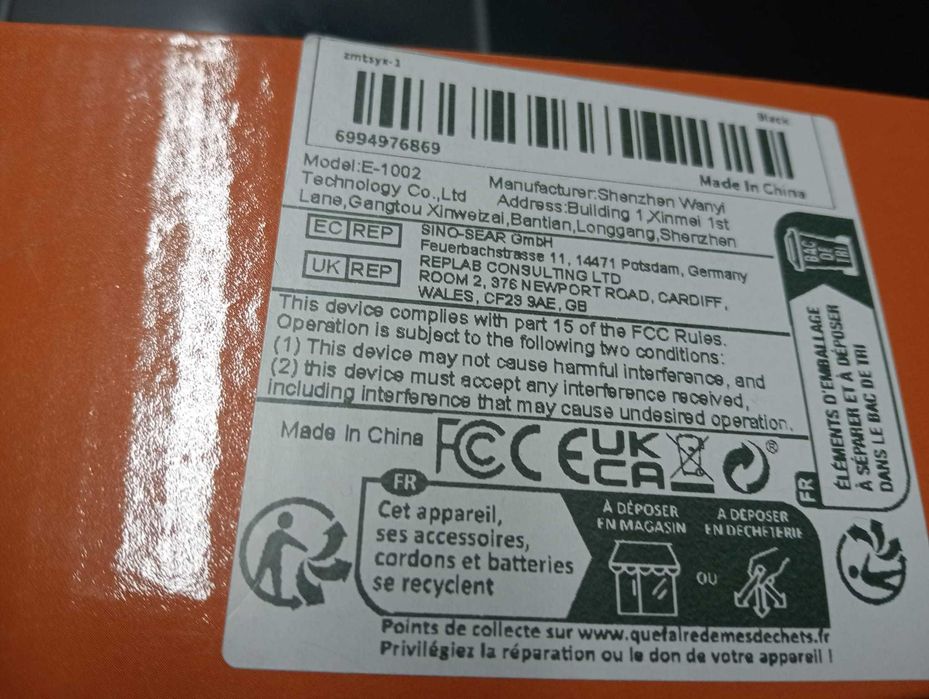 zmtsyx-1
Black
6994976869
Made In China
Model:E-1002 Manufacturer:Shenzhen Wanyi
Technology Co.,Ltd Address:Building 1,Xinmei 1st
Lane,Gangtou Xinweizai,Bantian,Longgang,Shenzhen
EC REP
SINO-SEAR GmbH
Feuerbachstrasse 11, 14471 Potsdam, Germany
UK REP
REPLAB CONSULTING LTD
ROOM 2, 376 NEWPORT ROAD, CARDIFF,
WALES, CF23 9AE, GB
This device complies with part 15 of the FCC Rules.
Operation is subject to the following two conditions:
(1) This device may not cause harmful interference, and
(2) this device must accept any interference received,
including interference that may cause undesired operation.
Made In China FC CE UK
CA ®
FR
Cet appareil,
ses accessoires,
cordons et batteries
se recyclent
À DÉPOSER
EN MAGASIN
OU
À DÉPOSER
EN DÉCHÈTERIE
Points de collecte sur www.quefairedemesdechets.fr
Privilégiez la réparation ou le don de votre appareil !
BAC
DE
TRI
FR
ÉLÉMENTS D'EMBALLAGE
À SÉPARER ET À DÉPOSER
DANS LE BAC DE TRI